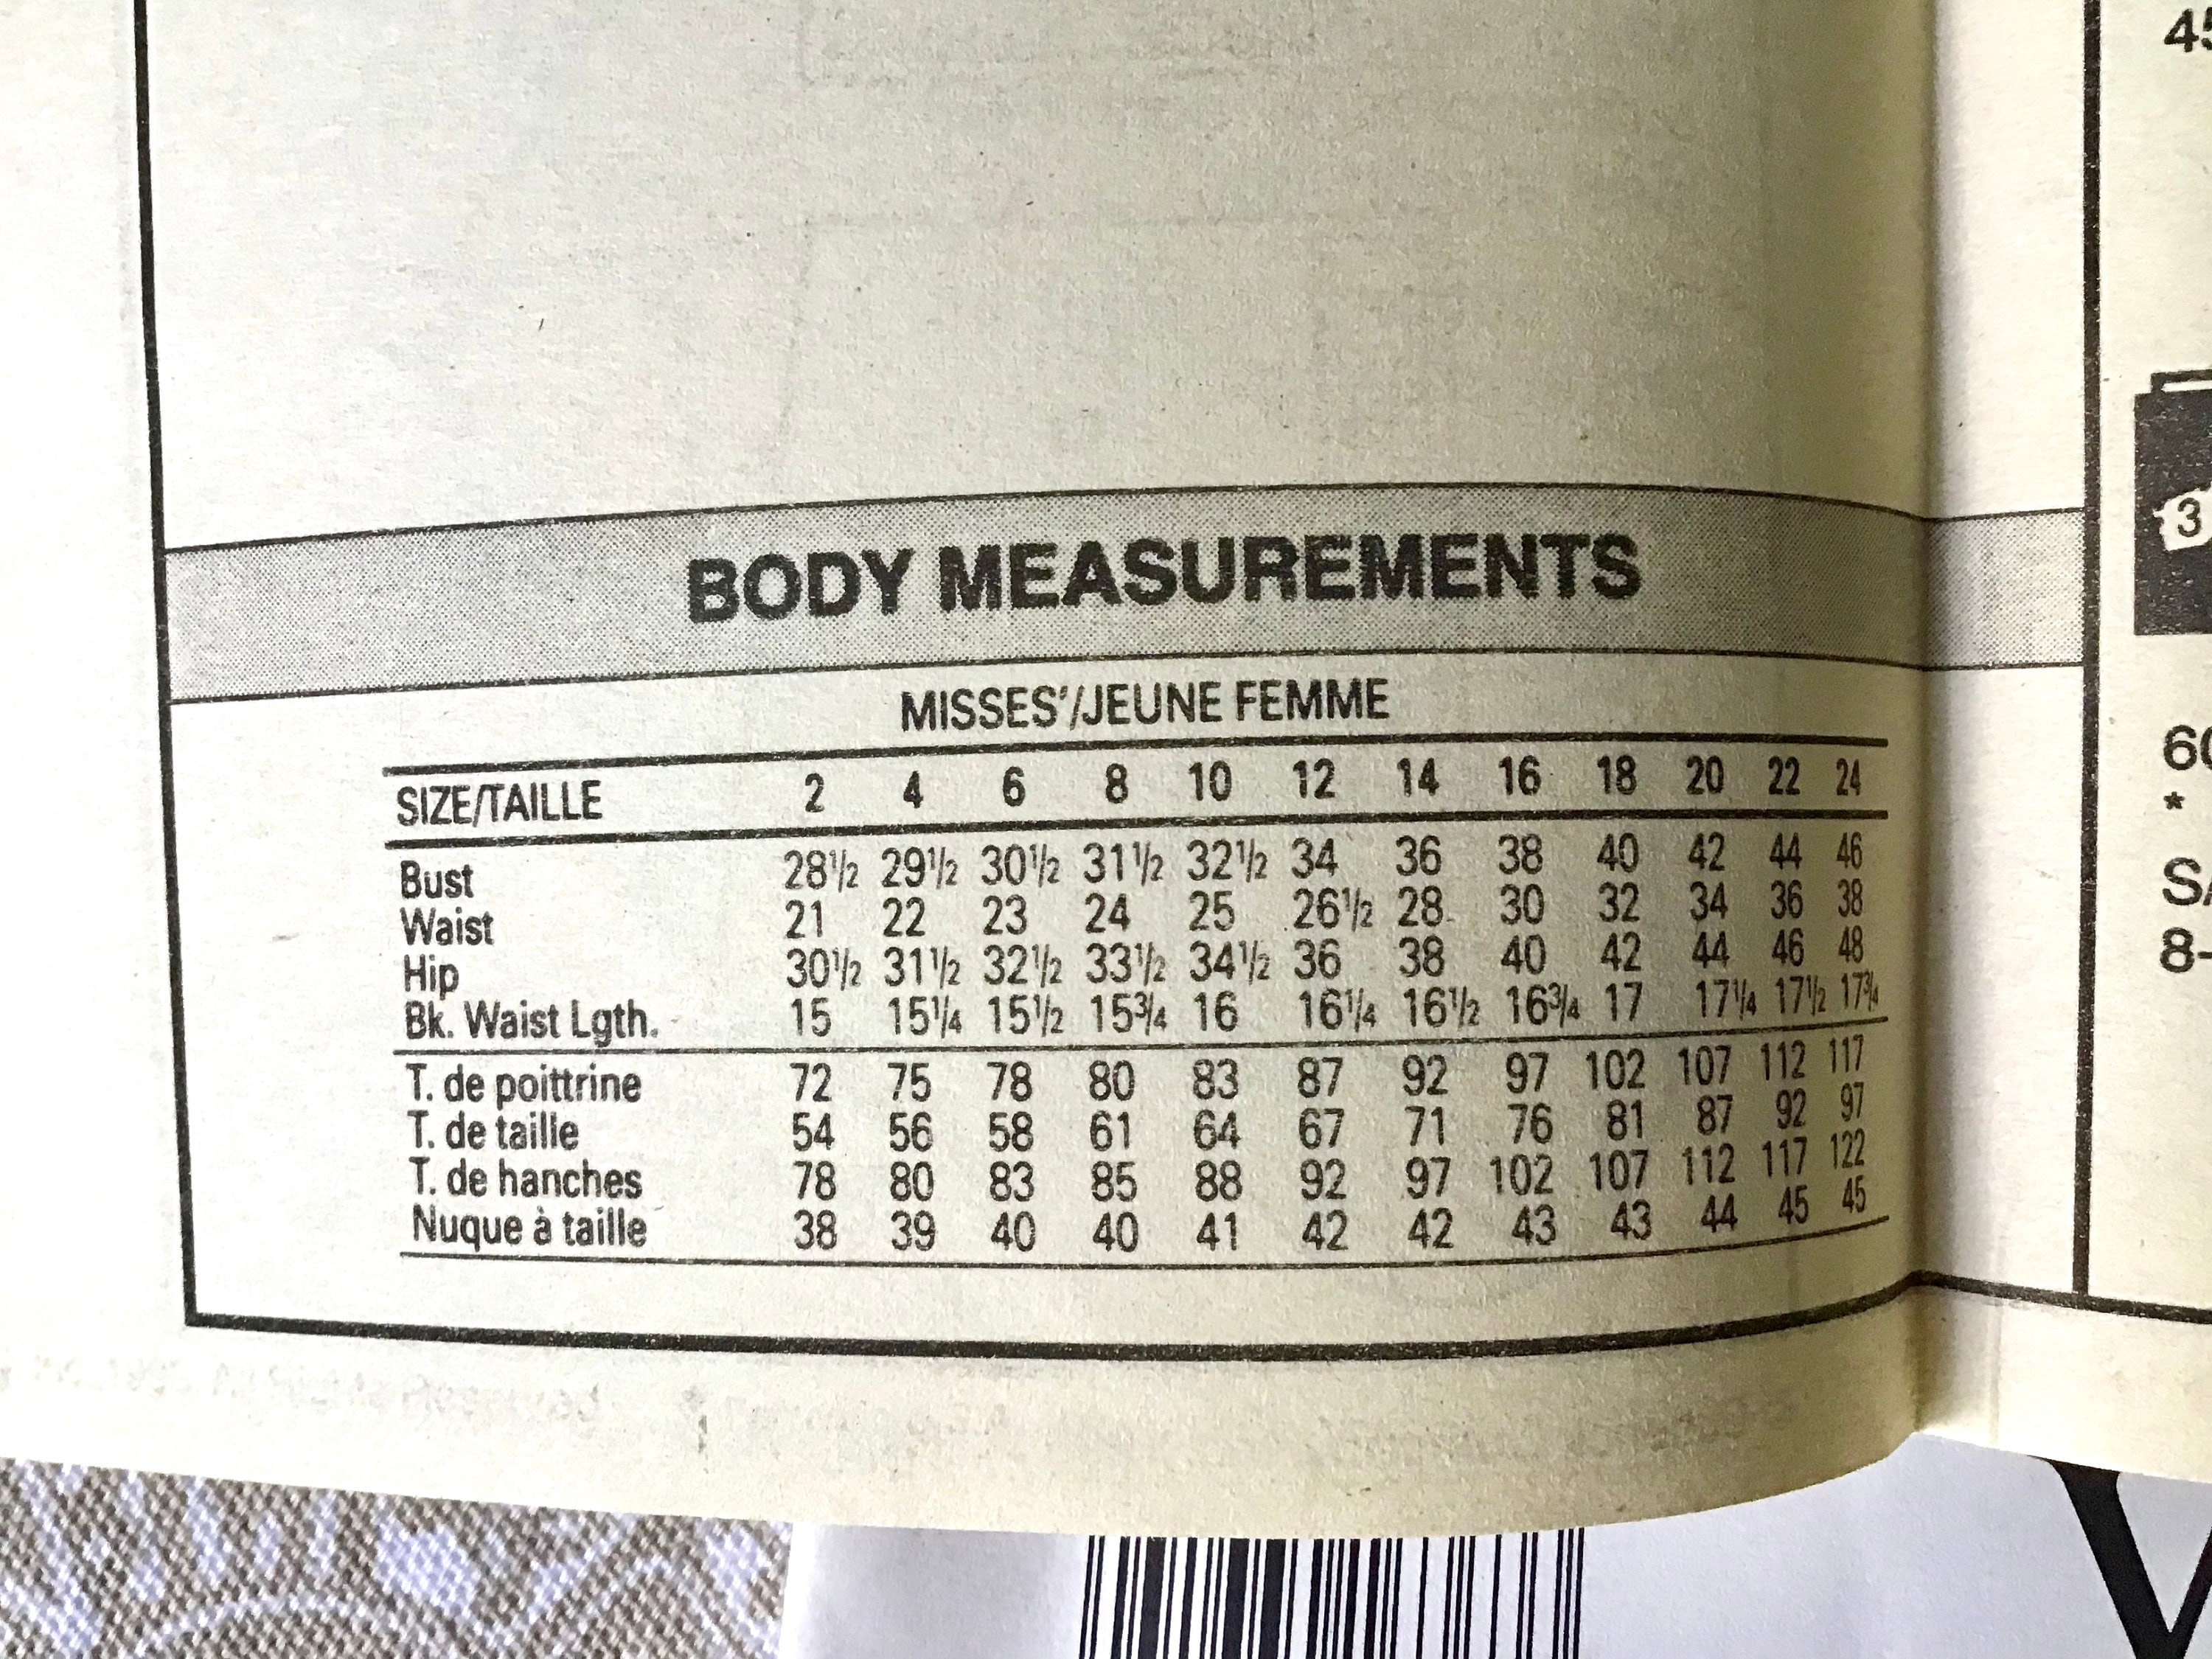 BODY MEASUREMENTS
MISSES'/JEUNE FEMME
SIZE/TAILLE 2 4 6 8 10 12 14 16 18 20 22 24
Bust 28½ 29½ 30½ 31½ 32½ 34 36 38 40 42 44 46
Waist 21 22 23 24 25 26½ 28 30 32 34 36 38
Hip 30½ 31½ 32½ 33½ 34½ 36 38 40 42 44 46 48
Bk. Waist Lgth. 15 15¼ 15½ 15¾ 16 16¼ 16½ 16¾ 17 17¼ 17½ 17¾
T. de poittrine 72 75 78 80 83 87 92 97 102 107 112 117
T. de taille 54 56 58 61 64 67 71 76 81 87 92 97
T. de hanches 78 80 83 85 88 92 97 102 107 112 117 122
Nuque à taille 38 39 40 40 41 42 42 43 43 44 45 45
45
3
60
*
8-